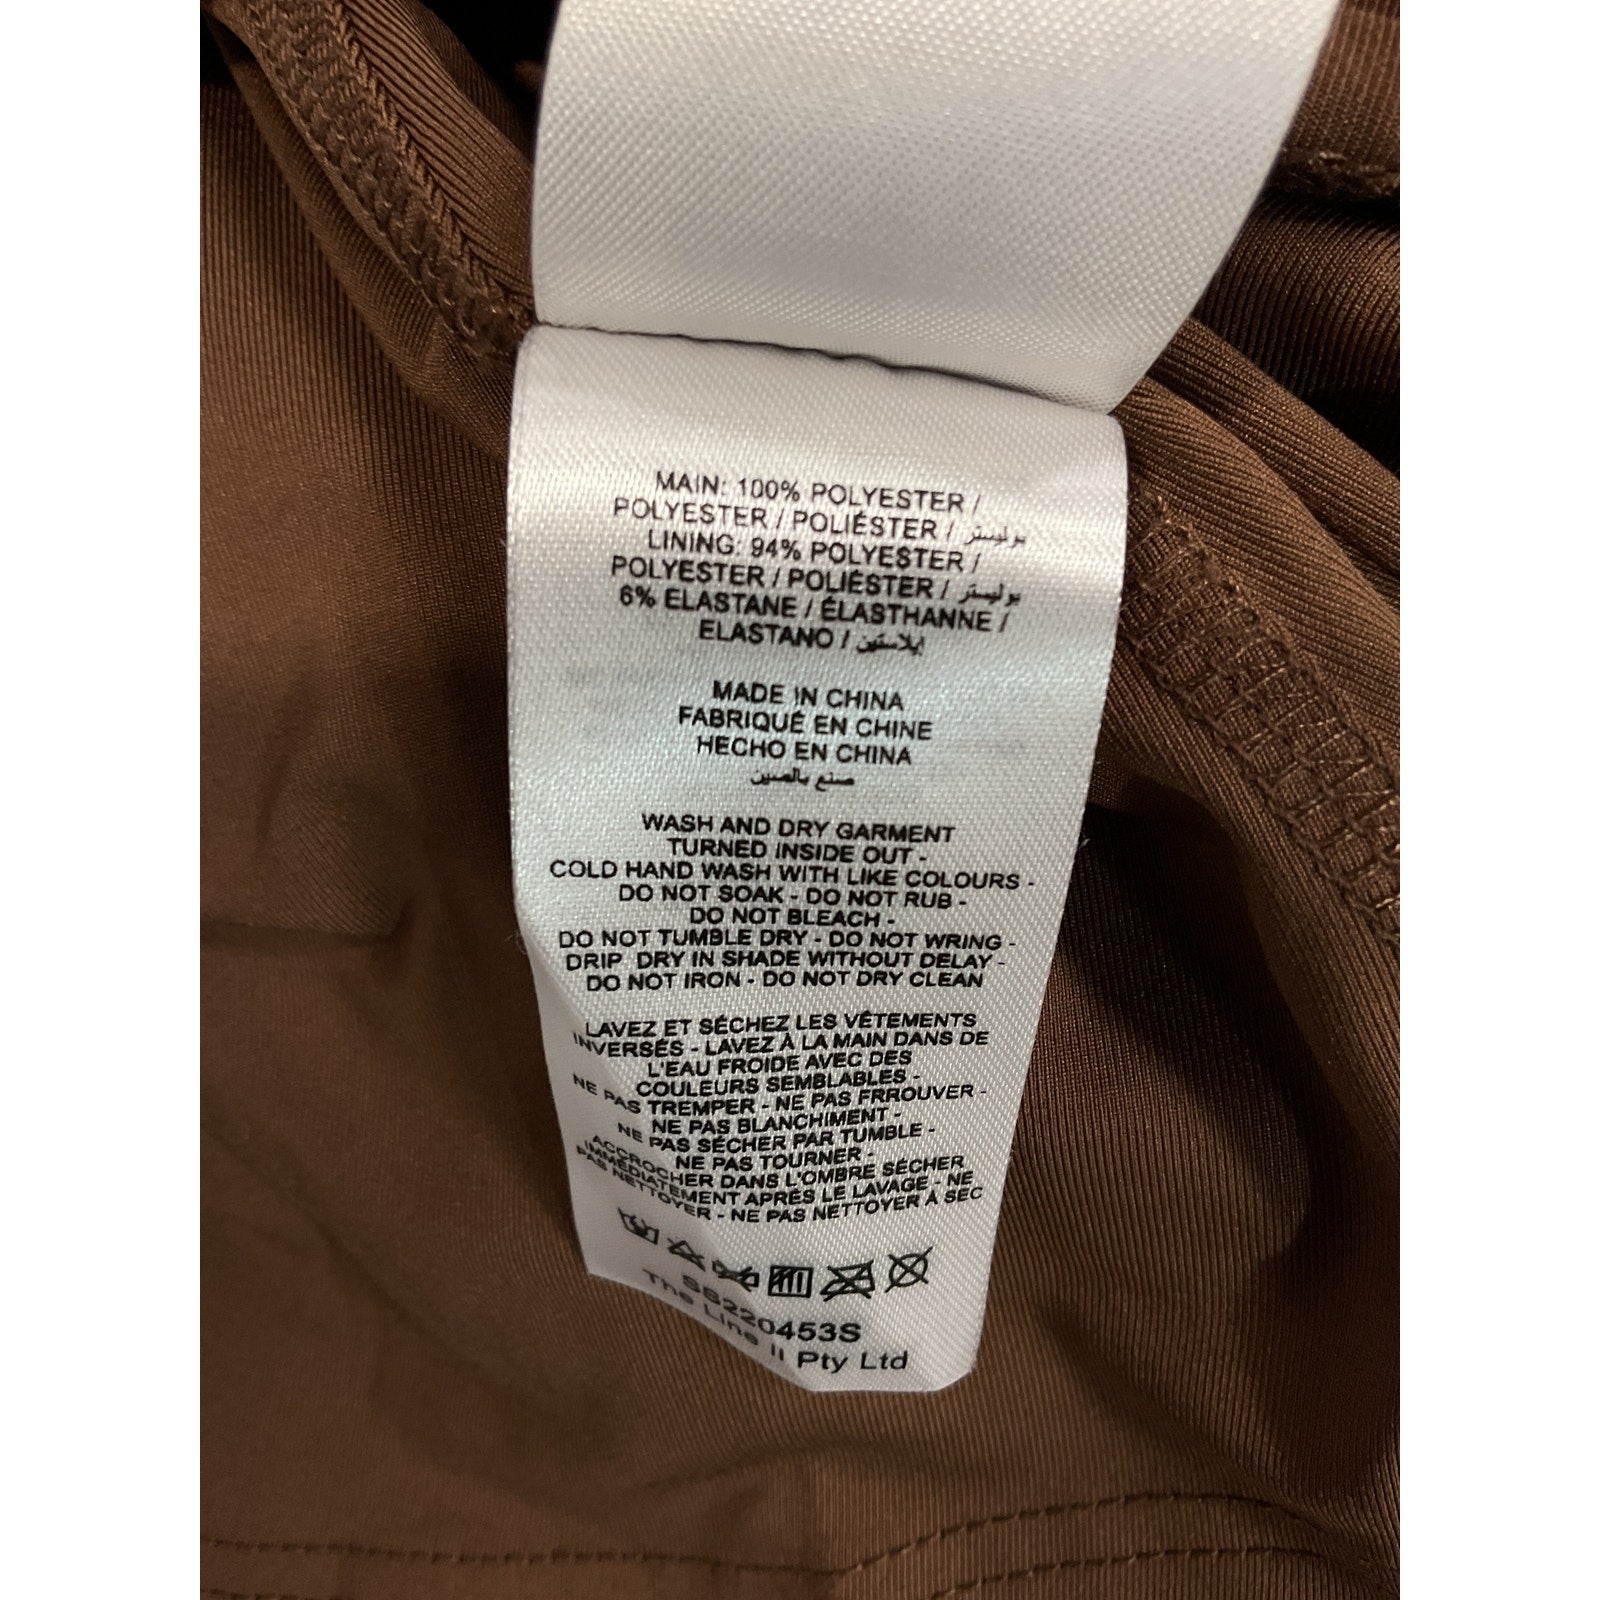 MAIN: 100% POLYESTER /
POLYESTER / POLIÉSTER / بوليستر
LINING: 94% POLYESTER /
POLYESTER / POLIÉSTER / بوليستر
6% ELASTANE / ÉLASTHANNE /
ELASTANO / إيلاستين
MADE IN CHINA
FABRIQUÉ EN CHINE
HECHO EN CHINA
صنع بالصين
WASH AND DRY GARMENT
TURNED INSIDE OUT -
COLD HAND WASH WITH LIKE COLOURS -
DO NOT SOAK - DO NOT RUB -
DO NOT BLEACH -
DO NOT TUMBLE DRY - DO NOT WRING -
DRIP DRY IN SHADE WITHOUT DELAY -
DO NOT IRON - DO NOT DRY CLEAN
LAVEZ ET SÉCHEZ LES VÊTEMENTS
INVERSÉS - LAVEZ À LA MAIN DANS DE
L'EAU FROIDE AVEC DES
COULEURS SEMBLABLES -
NE PAS TREMPER - NE PAS FRROUVER -
NE PAS BLANCHIMENT -
NE PAS SÉCHER PAR TUMBLE -
NE PAS TOURNER -
ACCROCHER DANS L'OMBRE SÉCHER
IMMÉDIATEMENT APRÈS LE LAVAGE - NE
PAS NETTOYER - NE PAS NETTOYER À SEC
SS220453S
The Line II Pty Ltd